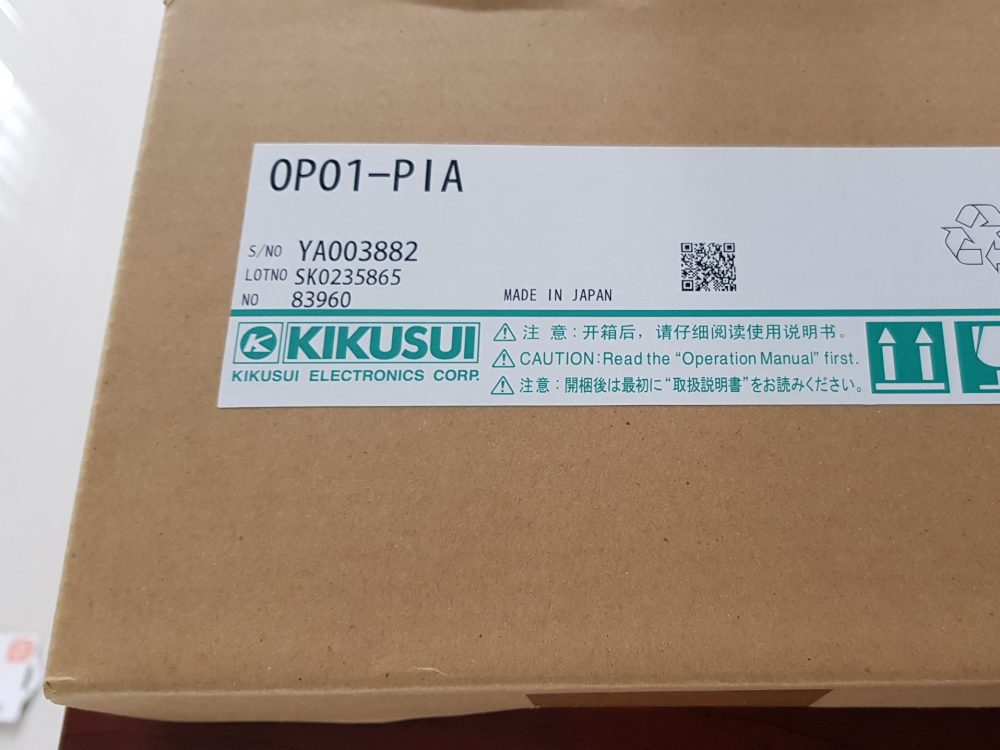 OP01-PIA
S/NO YA003882
LOTNO SK0235865
NO 83960
MADE IN JAPAN
K KIKUSUI
KIKUSUI ELECTRONICS CORP.
注 意：开箱后，请仔细阅读使用说明书。
CAUTION:Read the “Operation Manual” first.
注意：開梱後は最初に“取扱説明書”をお読みください。